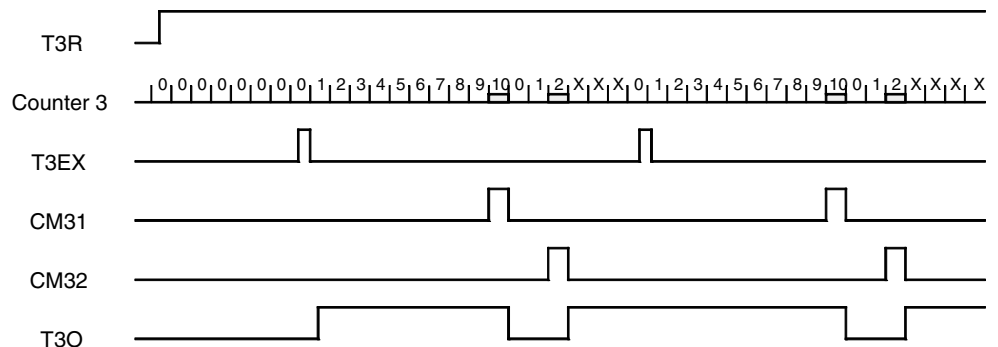 T3R
Counter 3 0 0 0 0 0 0 0 0 1 2 3 4 5 6 7 8 9 10 0 1 2 X X X 0 1 2 3 4 5 6 7 8 9 10 0 1 2 X X X X
T3EX
CM31
CM32
T3O